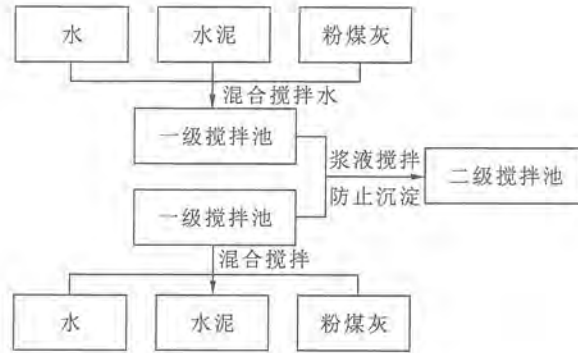 水 水泥 粉煤灰
混合搅拌水
一级搅拌池
浆液搅拌
二级搅拌池
防止沉淀
一级搅拌池
混合搅拌
水 水泥 粉煤灰